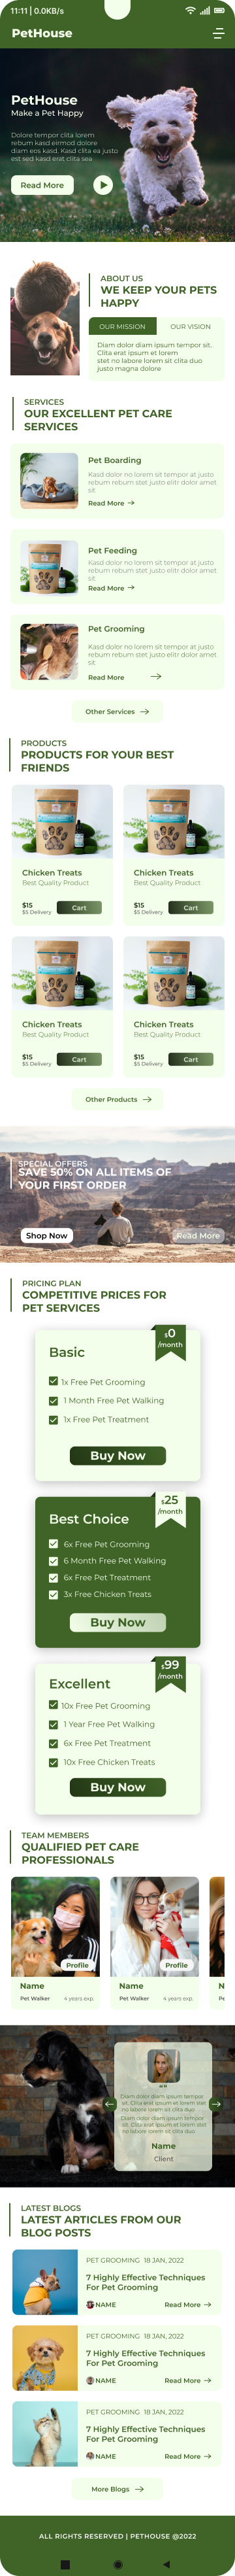 11:11 | 0.0KB/s
PetHouse
PetHouse
Make a Pet Happy
Dolore tempor clita lorem
rebum kasd eirmod dolore
diam eos kasd. Kasd clita ea justo
est sed kasd erat clita sea
Read More
ABOUT US
WE KEEP YOUR PETS
HAPPY
OUR MISSION
OUR VISION
Diam dolor diam ipsum tempor sit.
Clita erat ipsum et lorem
stet no labore lorem sit clita duo
justo magna dolore
SERVICES
OUR EXCELLENT PET CARE
SERVICES
Pet Boarding
Kasd dolor no lorem sit tempor at justo
rebum rebum stet justo elitr dolor amet
sit
Read More
Pet Feeding
Kasd dolor no lorem sit tempor at justo
rebum rebum stet justo elitr dolor amet
sit
Read More
Pet Grooming
Kasd dolor no lorem sit tempor at justo
rebum rebum stet justo elitr dolor amet
sit
Read More
Other Services
PRODUCTS
PRODUCTS FOR YOUR BEST
FRIENDS
Chicken Treats
Best Quality Product
$15
$5 Delivery
Cart
Chicken Treats
Best Quality Product
$15
$5 Delivery
Cart
Chicken Treats
Best Quality Product
$15
$5 Delivery
Cart
Chicken Treats
Best Quality Product
$15
$5 Delivery
Cart
Other Products
SPECIAL OFFERS
SAVE 50% ON ALL ITEMS OF
YOUR FIRST ORDER
Shop Now
Read More
PRICING PLAN
COMPETITIVE PRICES FOR
PET SERVICES
$0
/month
Basic
1x Free Pet Grooming
1 Month Free Pet Walking
1x Free Pet Treatment
Buy Now
$25
/month
Best Choice
6x Free Pet Grooming
6 Month Free Pet Walking
6x Free Pet Treatment
3x Free Chicken Treats
Buy Now
$99
/month
Excellent
10x Free Pet Grooming
1 Year Free Pet Walking
6x Free Pet Treatment
10x Free Chicken Treats
Buy Now
TEAM MEMBERS
QUALIFIED PET CARE
PROFESSIONALS
Profile
Name
Pet Walker
4 years exp.
Profile
Name
Pet Walker
4 years exp.
N
Pe
Diam dolor diam ipsum tempor
sit. Clita erat ipsum et lorem stet
no labore lorem sit clita duo
Diam dolor diam ipsum tempor
sit. Clita erat ipsum et lorem stet
no labore lorem sit clita duo
Name
Client
LATEST BLOGS
LATEST ARTICLES FROM OUR
BLOG POSTS
PET GROOMING 18 JAN, 2022
7 Highly Effective Techniques
For Pet Grooming
NAME
Read More
PET GROOMING 18 JAN, 2022
7 Highly Effective Techniques
For Pet Grooming
NAME
Read More
PET GROOMING 18 JAN, 2022
7 Highly Effective Techniques
For Pet Grooming
NAME
Read More
More Blogs
ALL RIGHTS RESERVED | PETHOUSE @2022